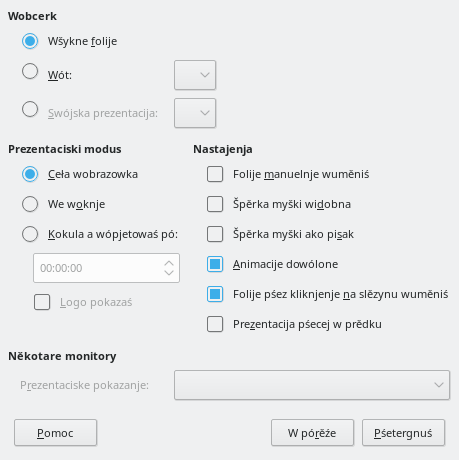 Wobcerk
Wšykne folije
Wót:
Swójska prezentacija:
Prezentaciski modus
Ceła wobrazowka
We woknje
Kokula a wópjetowaś pó:
00:00:00
Logo pokazaś
Nastajenja
Folije manuelnje wuměniś
Špěrka myški widobna
Špěrka myški ako pisak
Animacije dowólone
Folije pśez kliknjenje na slězynu wuměniś
Prezentacija pśecej w prědku
Někotare monitory
Prezentaciske pokazanje:
Pomoc
W pórěźe
Pśetergnuś